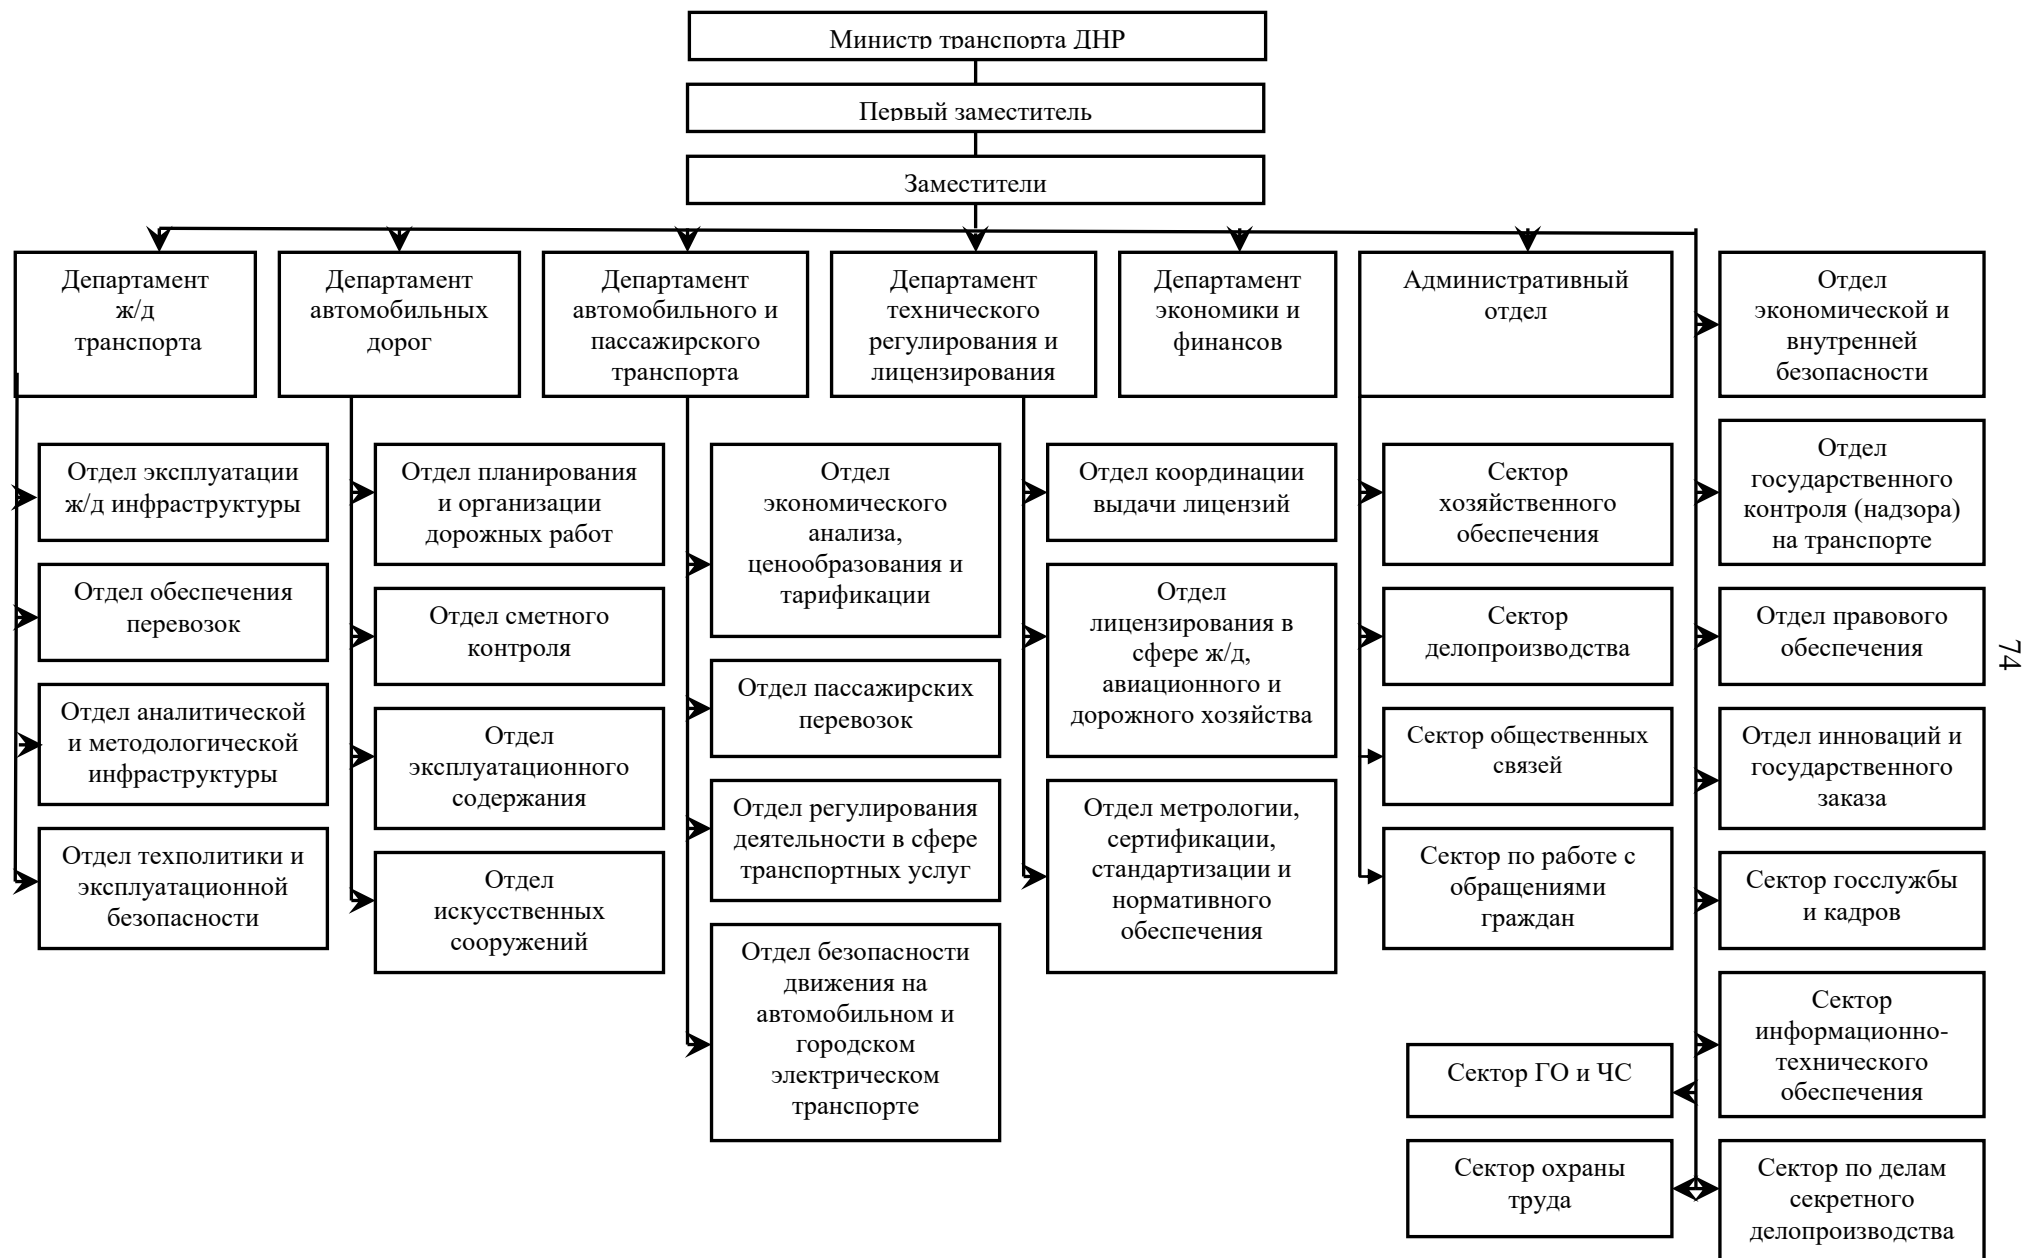 Министр транспорта ДНР
Первый заместитель
Заместители
Департамент
ж/д
транспорта
Департамент
автомобильных
дорог
Департамент
автомобильного и
пассажирского
транспорта
Департамент
технического
регулирования и
лицензирования
Департамент
экономики и
финансов
Административный
отдел
Отдел
экономической и
внутренней
безопасности
Отдел эксплуатации
ж/д инфраструктуры
Отдел обеспечения
перевозок
Отдел аналитической
и методологической
инфраструктуры
Отдел техполитики и
эксплуатационной
безопасности
Отдел планирования
и организации
дорожных работ
Отдел сметного
контроля
Отдел
эксплуатационного
содержания
Отдел
искусственных
сооружений
Отдел
экономического
анализа,
ценообразования и
тарификации
Отдел пассажирских
перевозок
Отдел регулирования
деятельности в сфере
транспортных услуг
Отдел безопасности
движения на
автомобильном и
городском
электрическом
транспорте
Отдел координации
выдачи лицензий
Отдел
лицензирования в
сфере ж/д,
авиационного и
дорожного хозяйства
Отдел метрологии,
сертификации,
стандартизации и
нормативного
обеспечения
Сектор
хозяйственного
обеспечения
Сектор
делопроизводства
Сектор общественных
связей
Сектор по работе с
обращениями
граждан
Отдел
государственного
контроля (надзора)
на транспорте
Отдел правового
обеспечения
Отдел инноваций и
государственного
заказа
Сектор госслужбы
и кадров
Сектор
информационно-
технического
обеспечения
Сектор ГО и ЧС
Сектор охраны
труда
Сектор по делам
секретного
делопроизводства
74